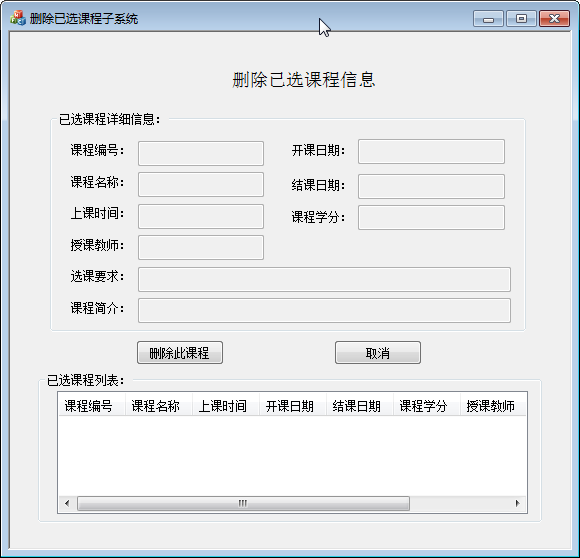 删除已选课程子系统
删除已选课程信息
已选课程详细信息：
课程编号： 开课日期：
课程名称： 结课日期：
上课时间： 课程学分：
授课教师：
选课要求：
课程简介：
删除此课程 取消
已选课程列表：
课程编号 课程名称 上课时间 开课日期 结课日期 课程学分 授课教师